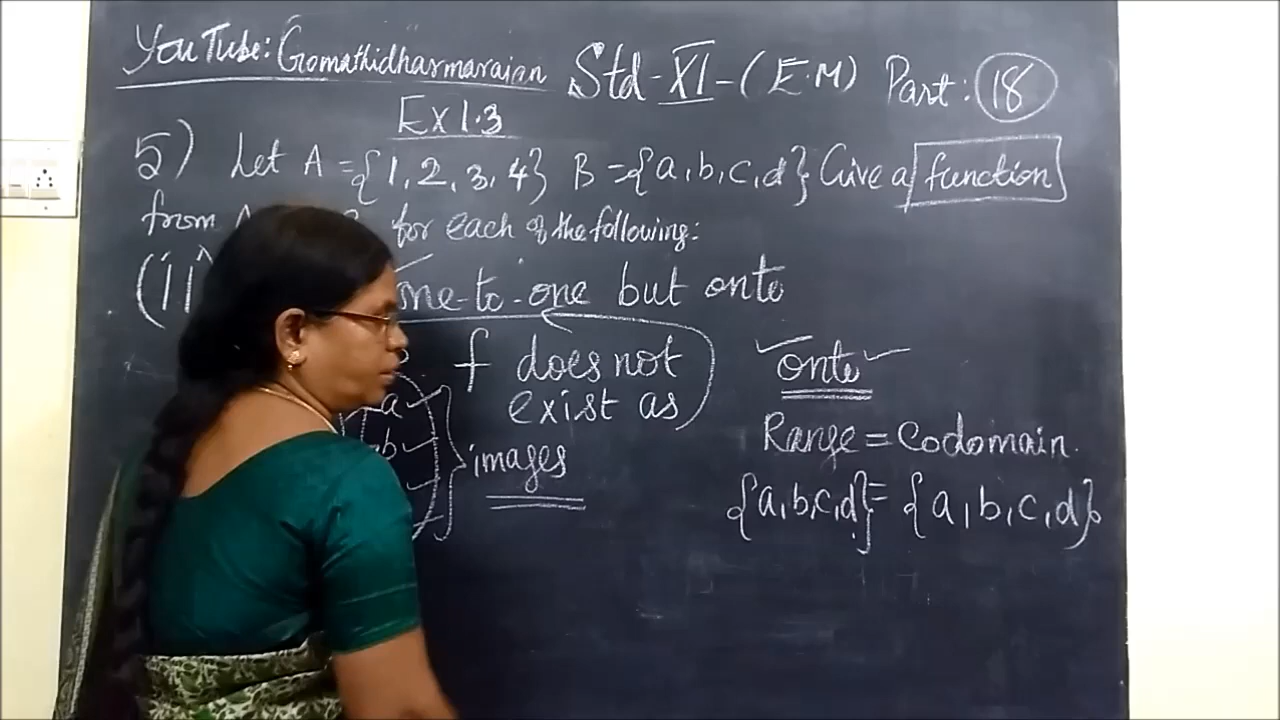 YouTube: Gomathidharmaraian Std-XI-(E.M) Part: 18
Ex 1.3
5) Let A = {1, 2, 3, 4} B = {a, b, c, d}. Give a function
from for each of the following:
(ii) one-to-one but onto
f does not exist as
onto
a
b
images
Range = Codomain.
{a, b, c, d} = {a, b, c, d}